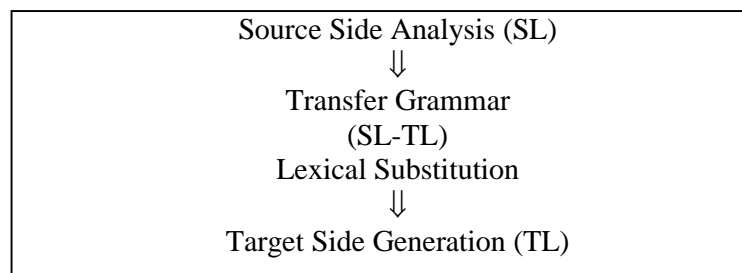 Source Side Analysis (SL)
⇓
Transfer Grammar
(SL-TL)
Lexical Substitution
⇓
Target Side Generation (TL)